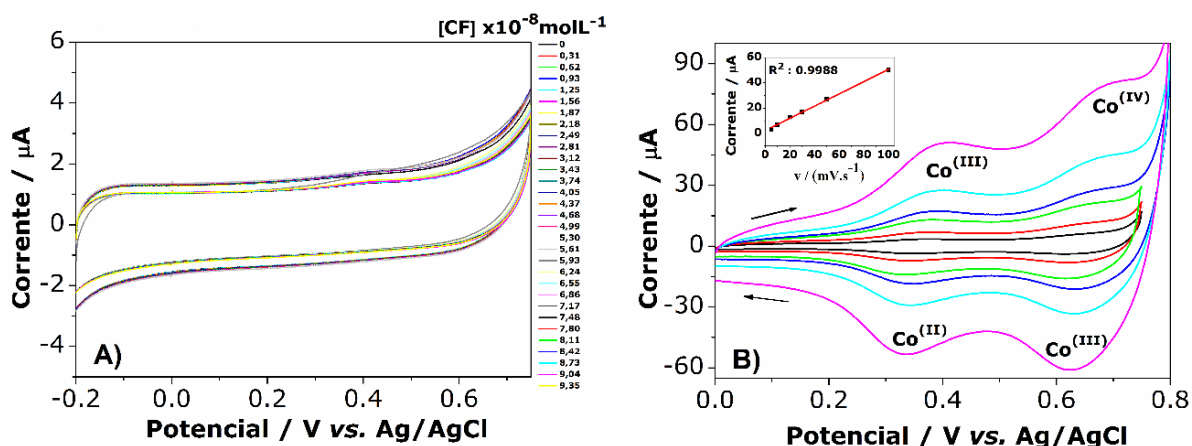 [CF] x10⁻⁸molL⁻¹
0
0,31
0,62
0,93
1,25
1,56
1,87
2,18
2,49
2,81
3,12
3,43
3,74
4,05
4,37
4,68
4,99
5,30
5,61
5,93
6,24
6,55
6,86
7,17
7,48
7,80
8,11
8,42
8,73
9,04
9,35
6
4
2
0
-2
-4
Corrente / µA
A)
-0.2 0.0 0.2 0.4 0.6
Potencial / V vs. Ag/AgCl
90
60
30
0
-30
-60
Corrente / µA
60
40
20
0
Corrente / µA
R² : 0.9988
0 20 40 60 80 100
v / (mV.s⁻¹)
Co(IV)
Co(III)
Co(II)
Co(III)
B)
0.0 0.2 0.4 0.6 0.8
Potencial / V vs. Ag/AgCl